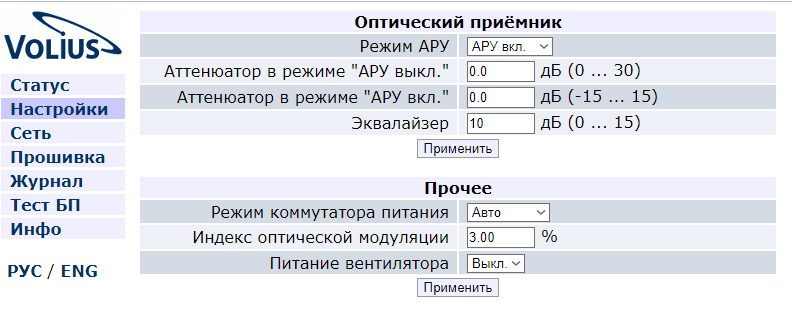 VOLIUS
Статус
Настройки
Сеть
Прошивка
Журнал
Тест БП
Инфо
РУС / ENG
Оптический приёмник
Режим АРУ АРУ вкл.
Аттенюатор в режиме "АРУ выкл." 0.0 дБ (0 ... 30)
Аттенюатор в режиме "АРУ вкл." 0.0 дБ (-15 ... 15)
Эквалайзер 10 дБ (0 ... 15)
Применить
Прочее
Режим коммутатора питания Авто
Индекс оптической модуляции 3.00 %
Питание вентилятора Выкл.
Применить